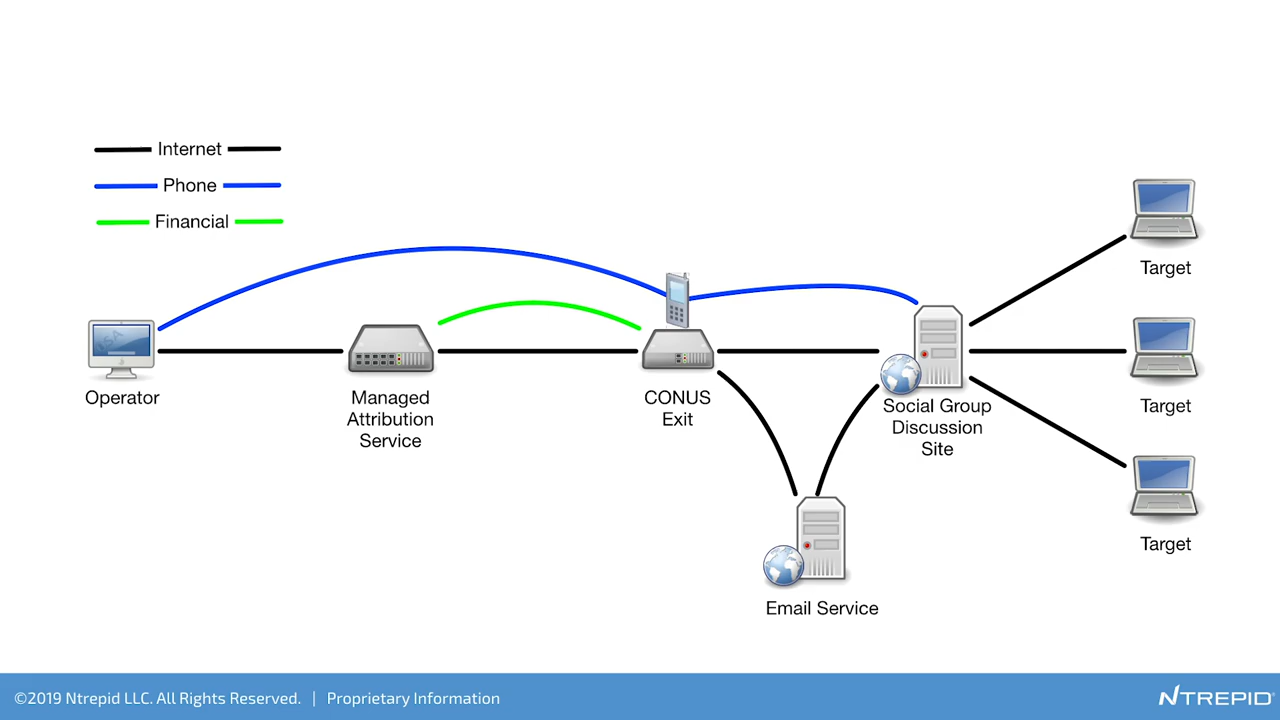 Internet
Phone
Financial
Target
Operator
Managed
Attribution
Service
CONUS
Exit
Social Group
Discussion
Site
Target
Target
Email Service
©2019 Ntrepid LLC. All Rights Reserved. | Proprietary Information
NTREPID